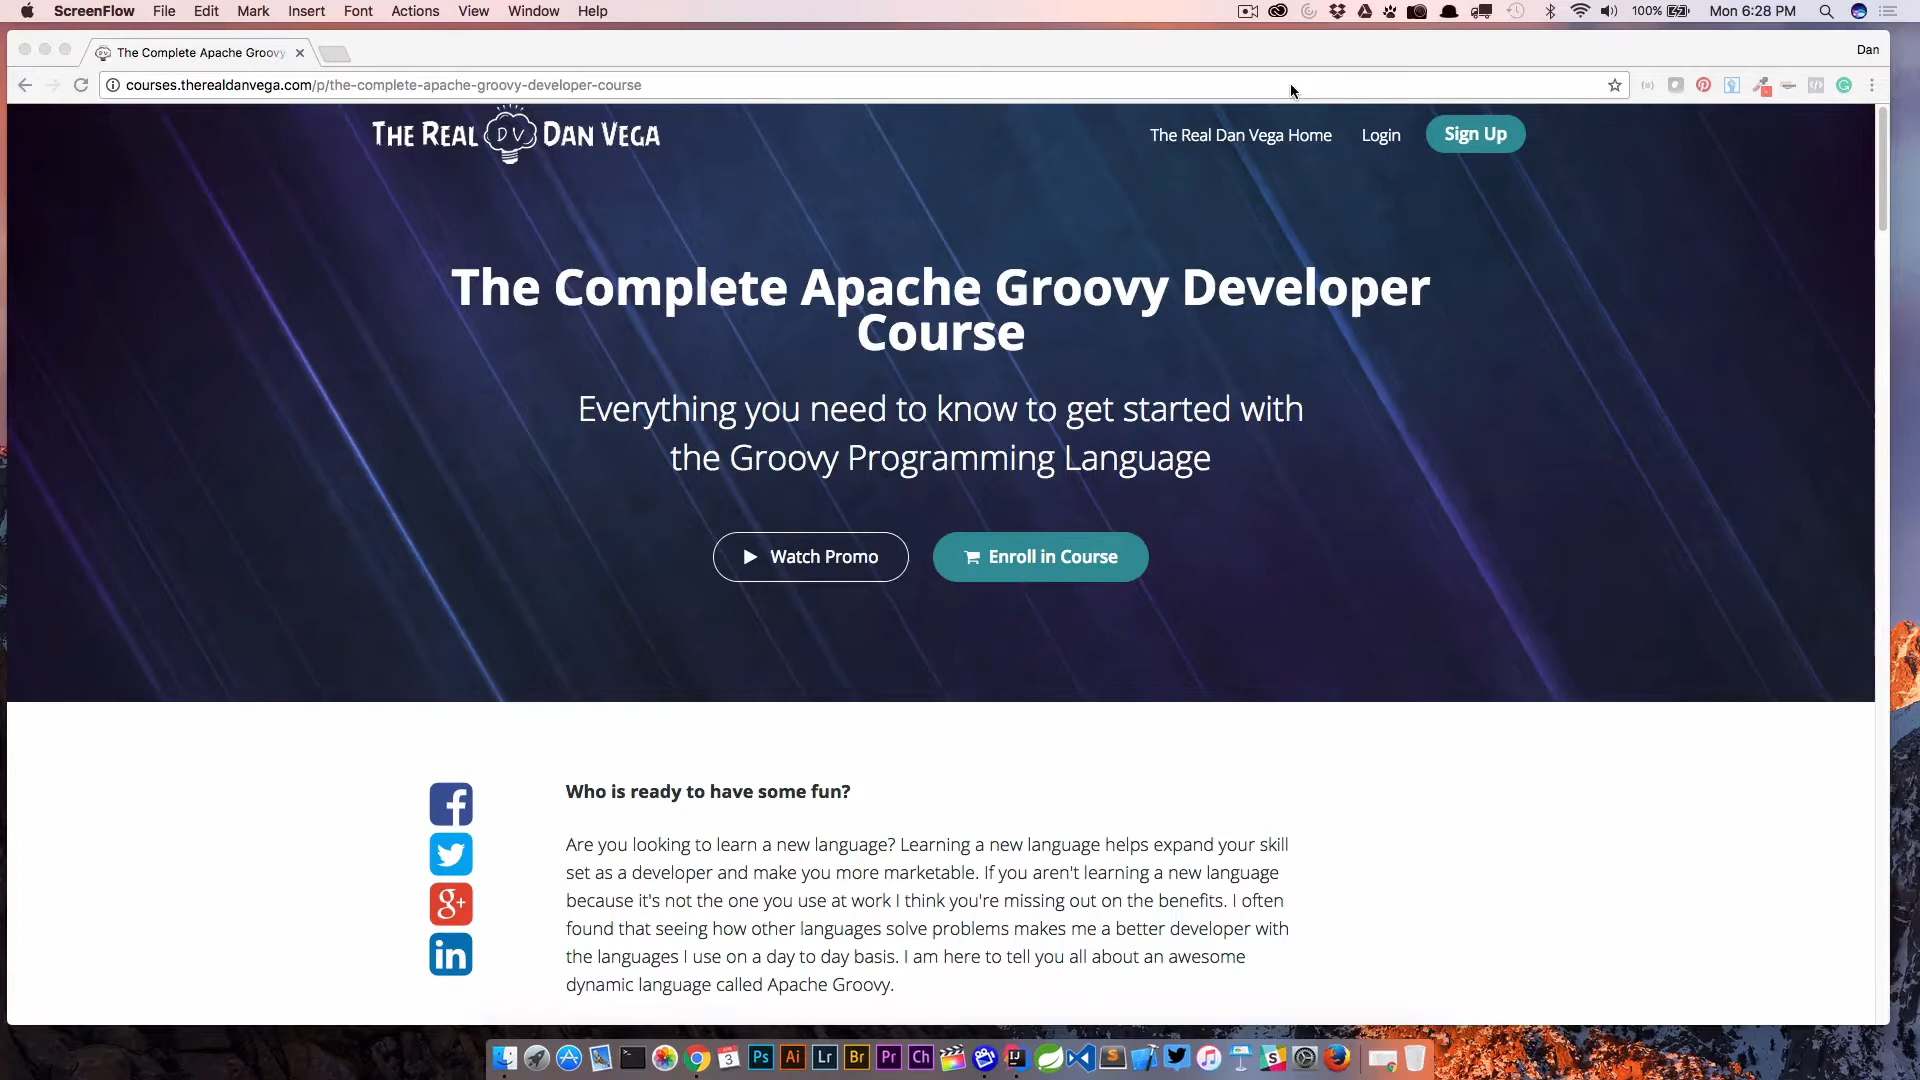 ScreenFlow File Edit Mark Insert Font Actions View Window Help 100% Mon 6:28 PM
The Complete Apache Groovy Dan
courses.therealdanvega.com/p/the-complete-apache-groovy-developer-course
THE REAL DV DAN VEGA The Real Dan Vega Home Login Sign Up
The Complete Apache Groovy Developer
Course
Everything you need to know to get started with
the Groovy Programming Language
Watch Promo Enroll in Course
Who is ready to have some fun?
Are you looking to learn a new language? Learning a new language helps expand your skill
set as a developer and make you more marketable. If you aren't learning a new language
because it's not the one you use at work I think you're missing out on the benefits. I often
found that seeing how other languages solve problems makes me a better developer with
the languages I use on a day to day basis. I am here to tell you all about an awesome
dynamic language called Apache Groovy.
3 Ps Ai Lr Br Pr Ch IJ S